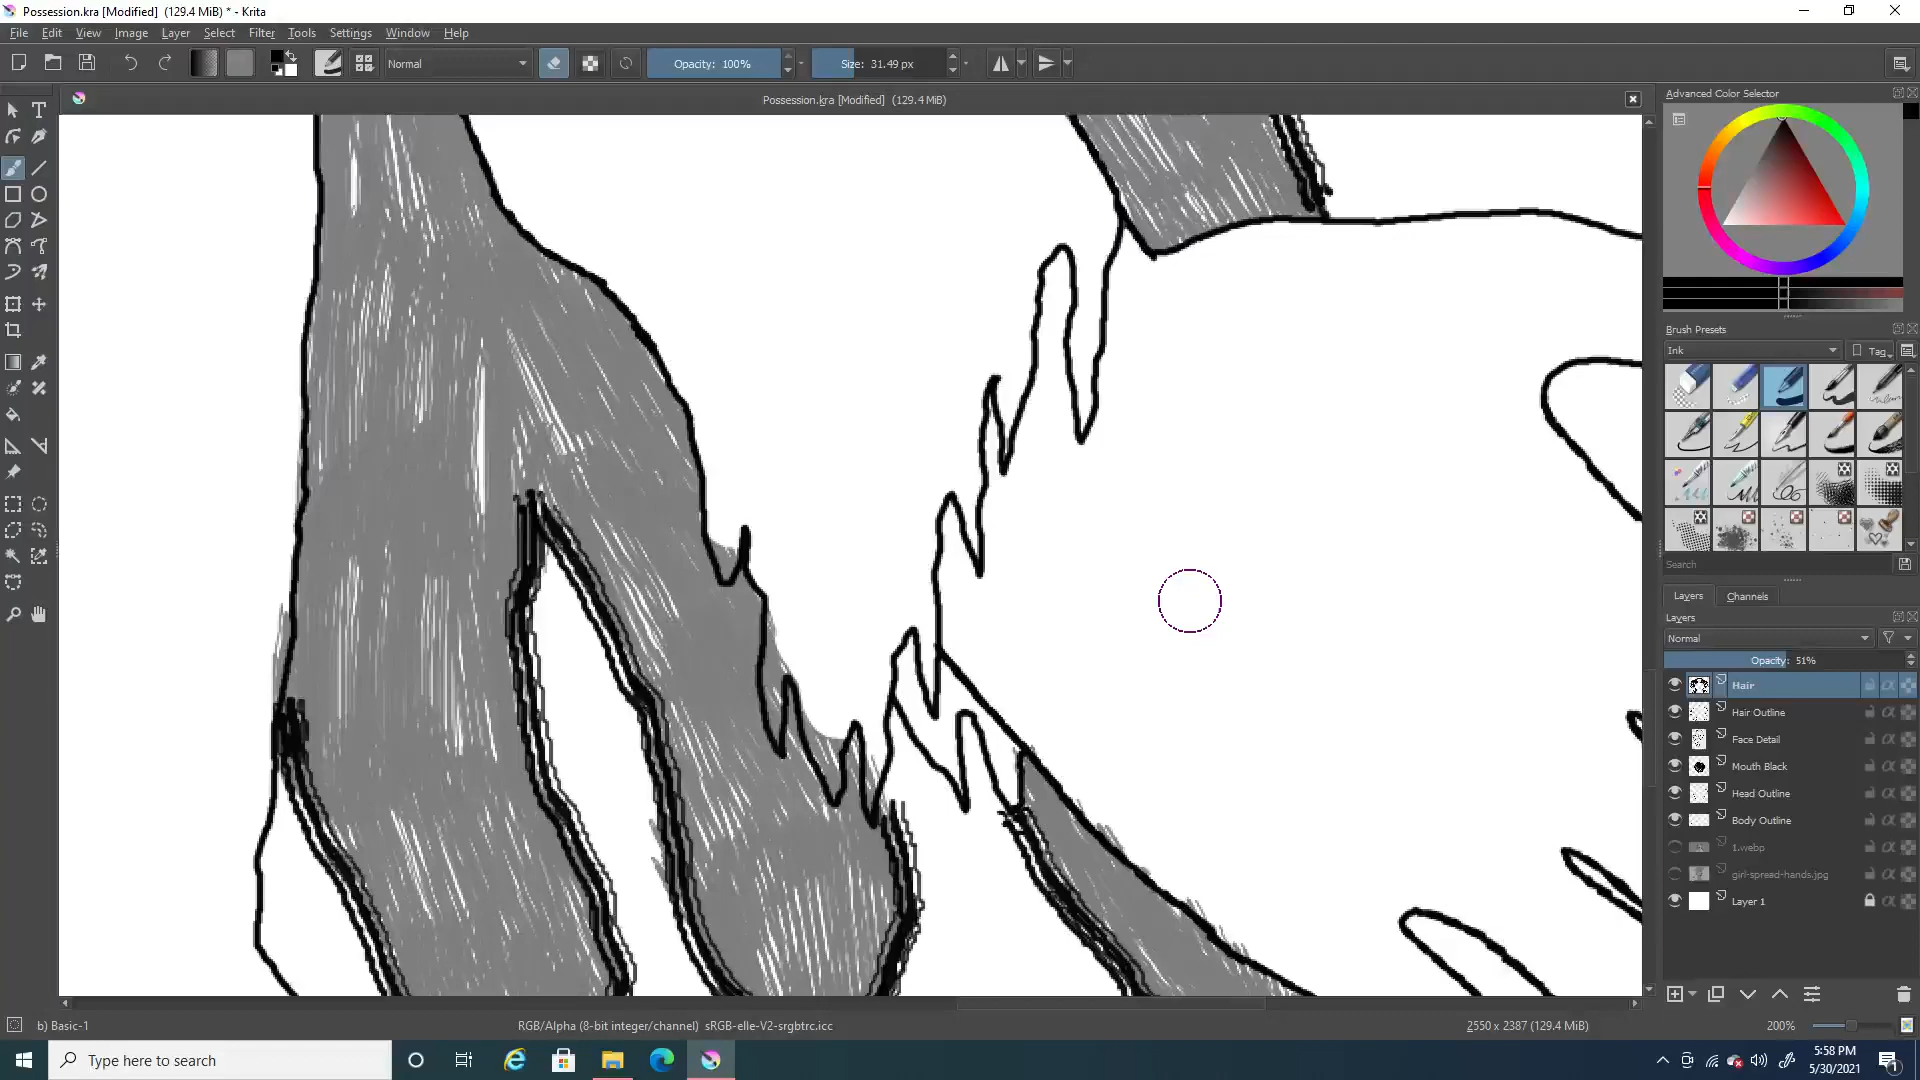 Possession.kra [Modified] (129.4 MiB) * - Krita
File Edit View Image Layer Select Filter Tools Settings Window Help
Normal
Opacity: 100%
Size: 31.49 px
Possession.kra [Modified] (129.4 MiB)
Advanced Color Selector
Brush Presets
Ink
Tag
Search
Layers
Channels
Layers
Normal
Opacity: 51%
Hair
Hair Outline
Face Detail
Mouth Black
Head Outline
Body Outline
1.webp
girl-spread-hands.jpg
Layer 1
b) Basic-1
RGB/Alpha (8-bit integer/channel) sRGB-elle-V2-srgbtrc.icc
2550 x 2387 (129.4 MiB)
200%
Type here to search
5:58 PM
5/30/2021
1